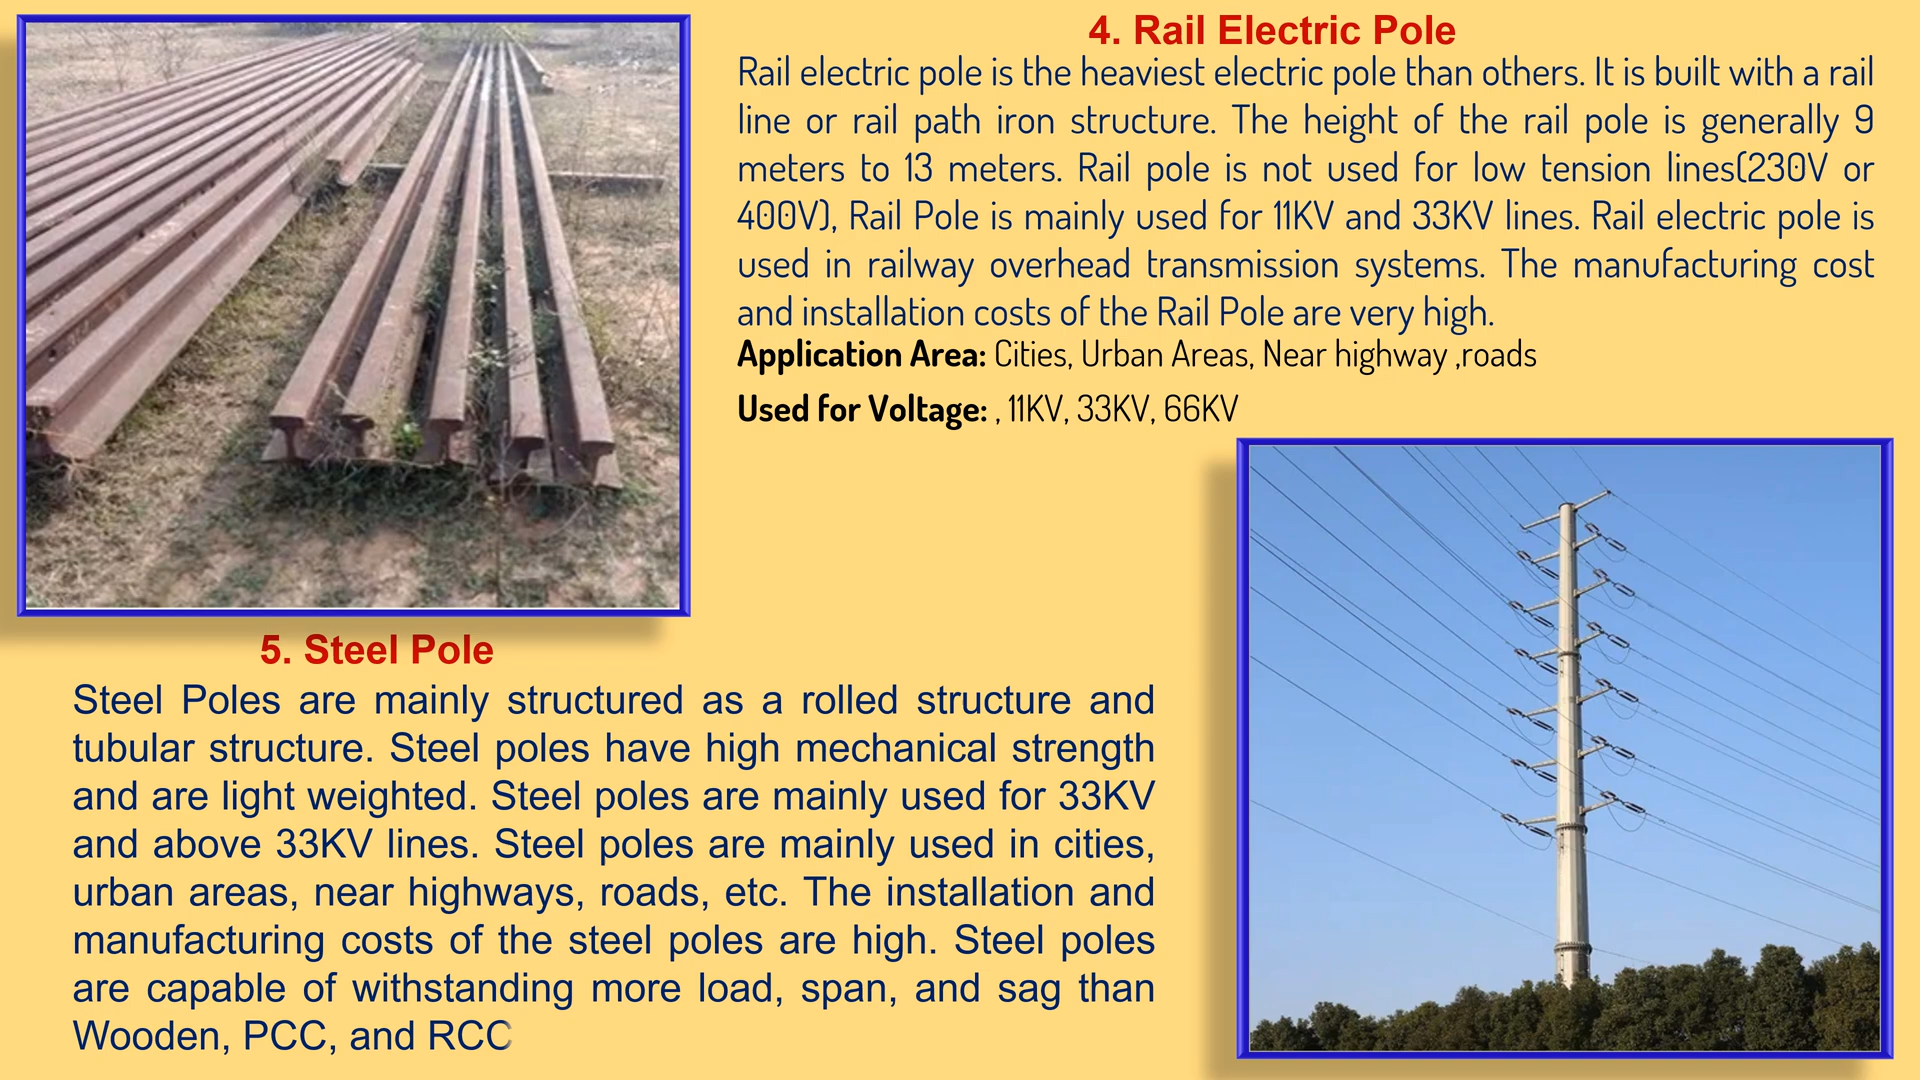 4. Rail Electric Pole
Rail electric pole is the heaviest electric pole than others. It is built with a rail
line or rail path iron structure. The height of the rail pole is generally 9
meters to 13 meters. Rail pole is not used for low tension lines(230V or
400V), Rail Pole is mainly used for 11KV and 33KV lines. Rail electric pole is
used in railway overhead transmission systems. The manufacturing cost
and installation costs of the Rail Pole are very high.
Application Area: Cities, Urban Areas, Near highway ,roads
Used for Voltage: , 11KV, 33KV, 66KV
5. Steel Pole
Steel Poles are mainly structured as a rolled structure and
tubular structure. Steel poles have high mechanical strength
and are light weighted. Steel poles are mainly used for 33KV
and above 33KV lines. Steel poles are mainly used in cities,
urban areas, near highways, roads, etc. The installation and
manufacturing costs of the steel poles are high. Steel poles
are capable of withstanding more load, span, and sag than
Wooden, PCC, and RCC